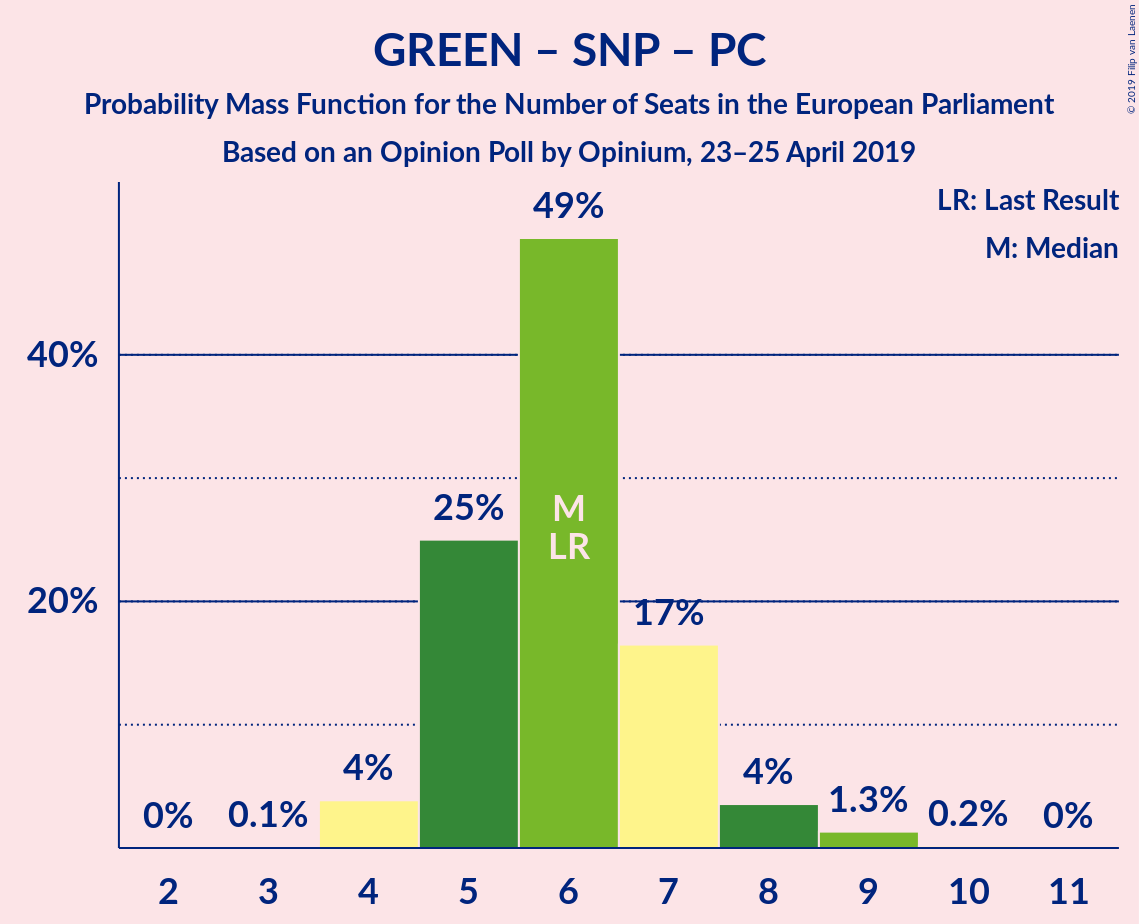 GREEN – SNP – PC
Probability Mass Function for the Number of Seats in the European Parliament
Based on an Opinion Poll by Opinium, 23–25 April 2019
© 2019 Filip van Laenen
LR: Last Result
M: Median
49%
40%
25%
M
LR
20%
17%
4%
4%
0%
0.1%
1.3%
0.2%
0%
2 3 4 5 6 7 8 9 10 11